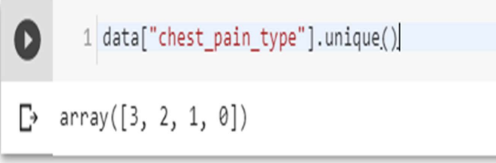 1 data["chest_pain_type"].unique()
array([3, 2, 1, 0])